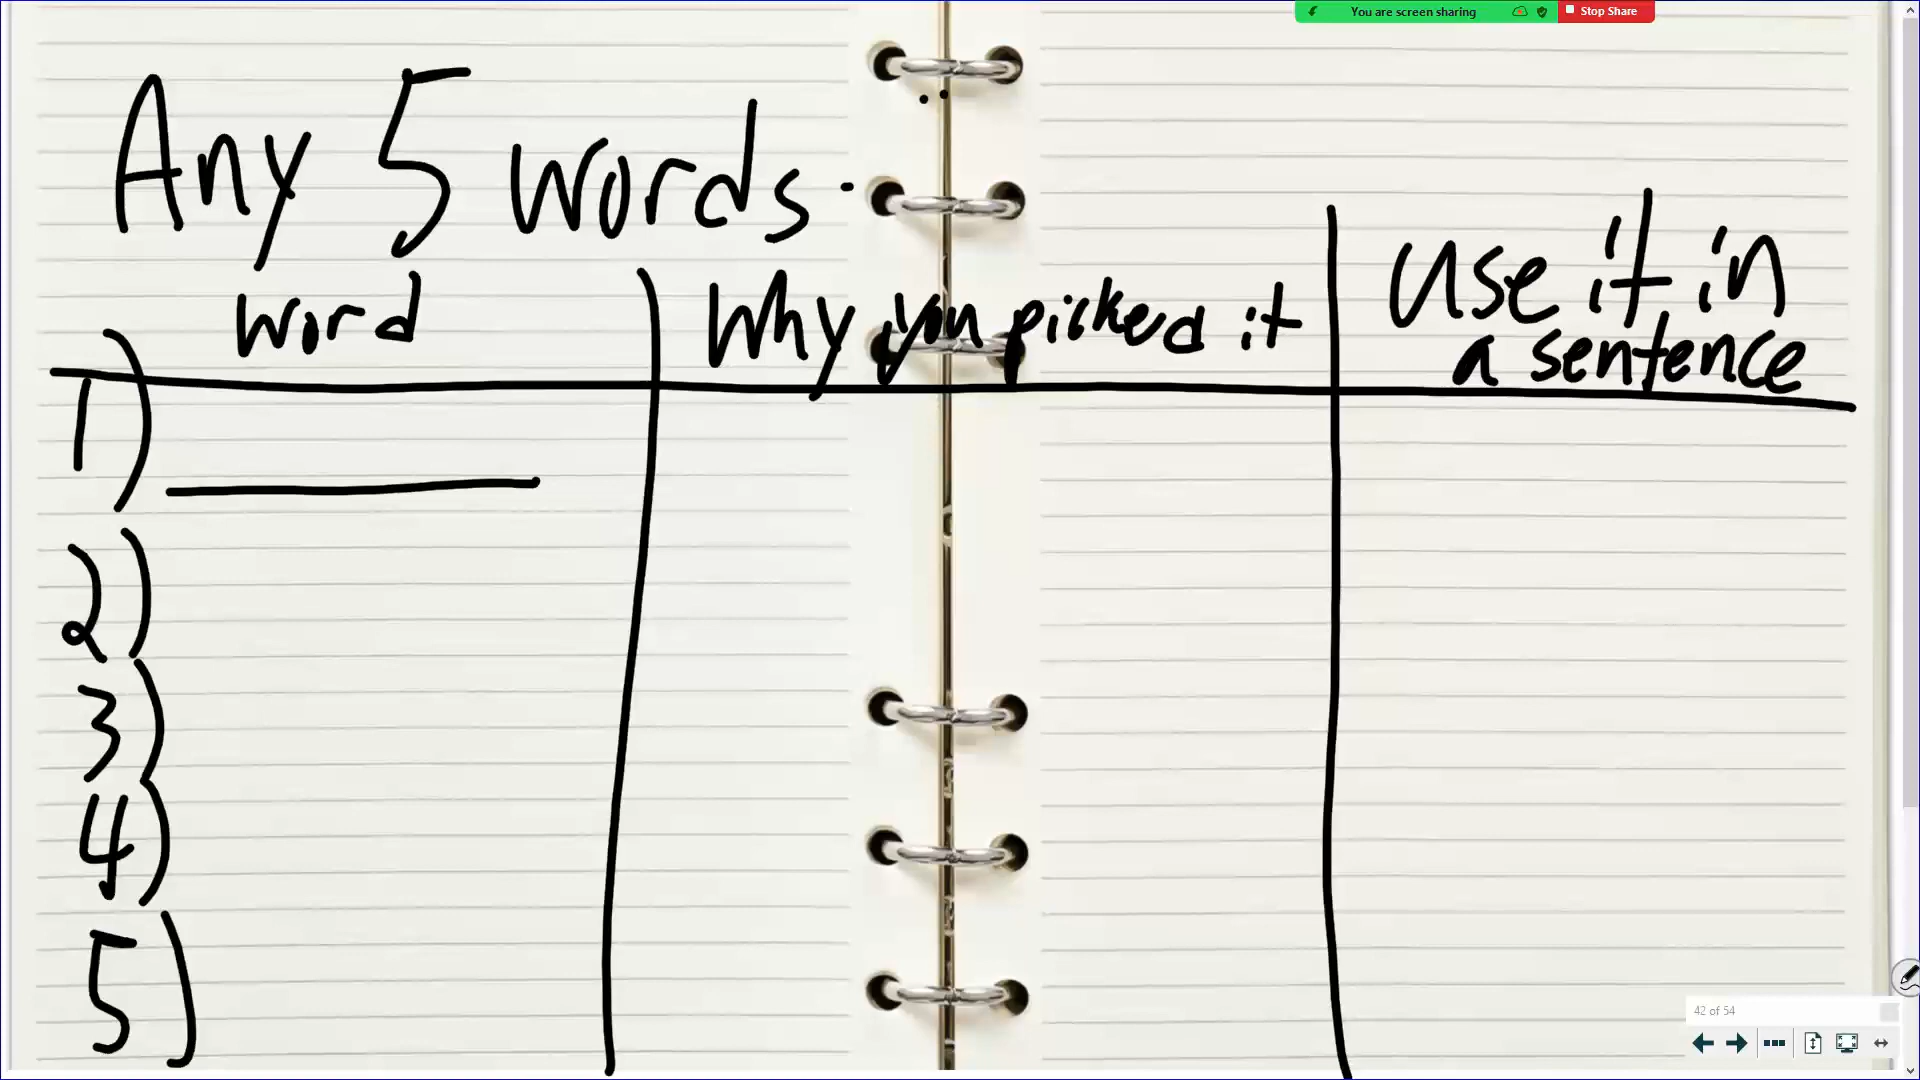 You are screen sharing Stop Share
Any 5 words
word Why you picked it use it in
a sentence
1)
2)
3)
4)
5)
42 of 54